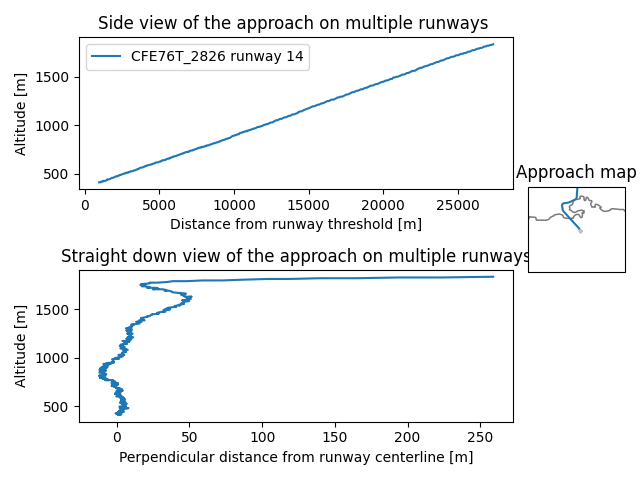 Side view of the approach on multiple runways
CFE76T_2826 runway 14
Altitude [m]
1500
1000
500
0
5000
10000
15000
20000
25000
Distance from runway threshold [m]
Approach map
Straight down view of the approach on multiple runways
Altitude [m]
1500
1000
500
0
50
100
150
200
250
Perpendicular distance from runway centerline [m]